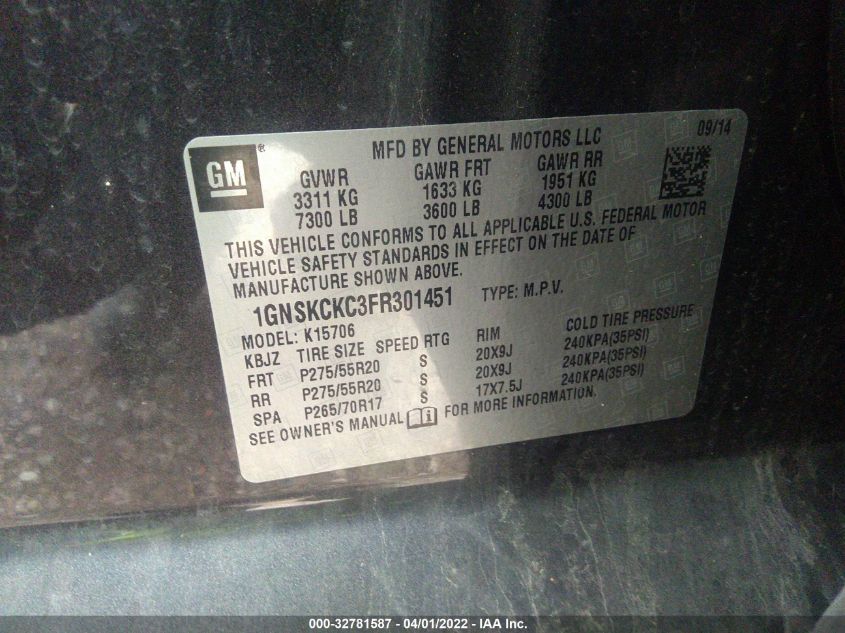 MFD BY GENERAL MOTORS LLC 09/14
GM ®
GVWR GAWR FRT GAWR RR
3311 KG 1633 KG 1951 KG
7300 LB 3600 LB 4300 LB
THIS VEHICLE CONFORMS TO ALL APPLICABLE U.S. FEDERAL MOTOR
VEHICLE SAFETY STANDARDS IN EFFECT ON THE DATE OF
MANUFACTURE SHOWN ABOVE.
1GNSKCKC3FR301451 TYPE: M.P.V.
MODEL: K15706
KBJZ TIRE SIZE SPEED RTG RIM COLD TIRE PRESSURE
FRT P275/55R20 S 20X9J 240KPA(35PSI)
RR P275/55R20 S 20X9J 240KPA(35PSI)
SPA P265/70R17 S 17X7.5J 240KPA(35PSI)
SEE OWNER'S MANUAL FOR MORE INFORMATION.
000-32781587 - 04/01/2022 - IAA Inc.